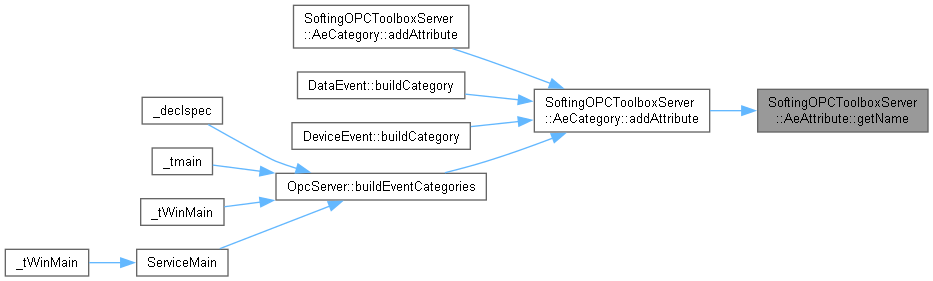 SoftingOPCToolboxServer
::AeCategory::addAttribute
DataEvent::buildCategory
SoftingOPCToolboxServer
::AeCategory::addAttribute
SoftingOPCToolboxServer
::AeAttribute::getName
_declspec
DeviceEvent::buildCategory
_tmain
OpcServer::buildEventCategories
_tWinMain
_tWinMain
ServiceMain